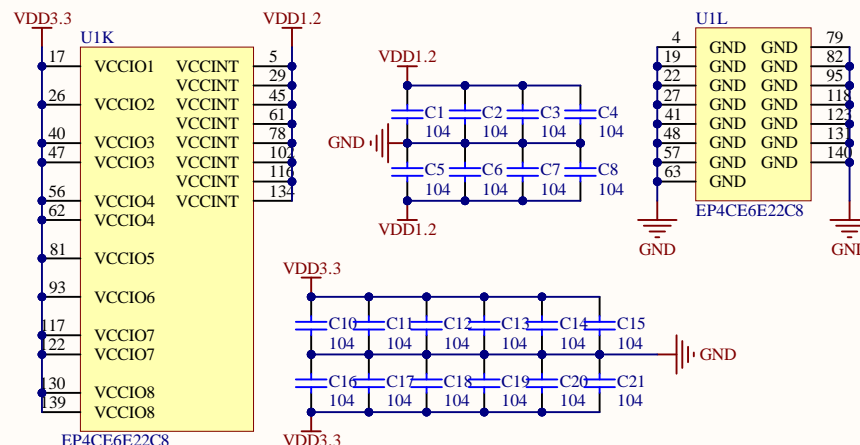 VDD3.3
VDD1.2
U1K
17 VCCIO1 VCCINT 5
VCCINT 29
26 VCCIO2 VCCINT 45
VCCINT 61
40 VCCIO3 VCCINT 78
47 VCCIO3 VCCINT 102
VCCINT 116
56 VCCIO4 VCCINT 134
62 VCCIO4
81 VCCIO5
93 VCCIO6
117 VCCIO7
122 VCCIO7
130 VCCIO8
139 VCCIO8
EP4CE6E22C8
VDD1.2
C1 C2 C3 C4
104 104 104 104
GND
C5 C6 C7 C8
104 104 104 104
VDD1.2
U1L
4 GND GND 79
19 GND GND 82
22 GND GND 95
27 GND GND 118
41 GND GND 123
48 GND GND 131
57 GND GND 140
63 GND
EP4CE6E22C8
GND
GND
VDD3.3
C10 C11 C12 C13 C14 C15
104 104 104 104 104 104
GND
C16 C17 C18 C19 C20 C21
104 104 104 104 104 104
VDD3.3